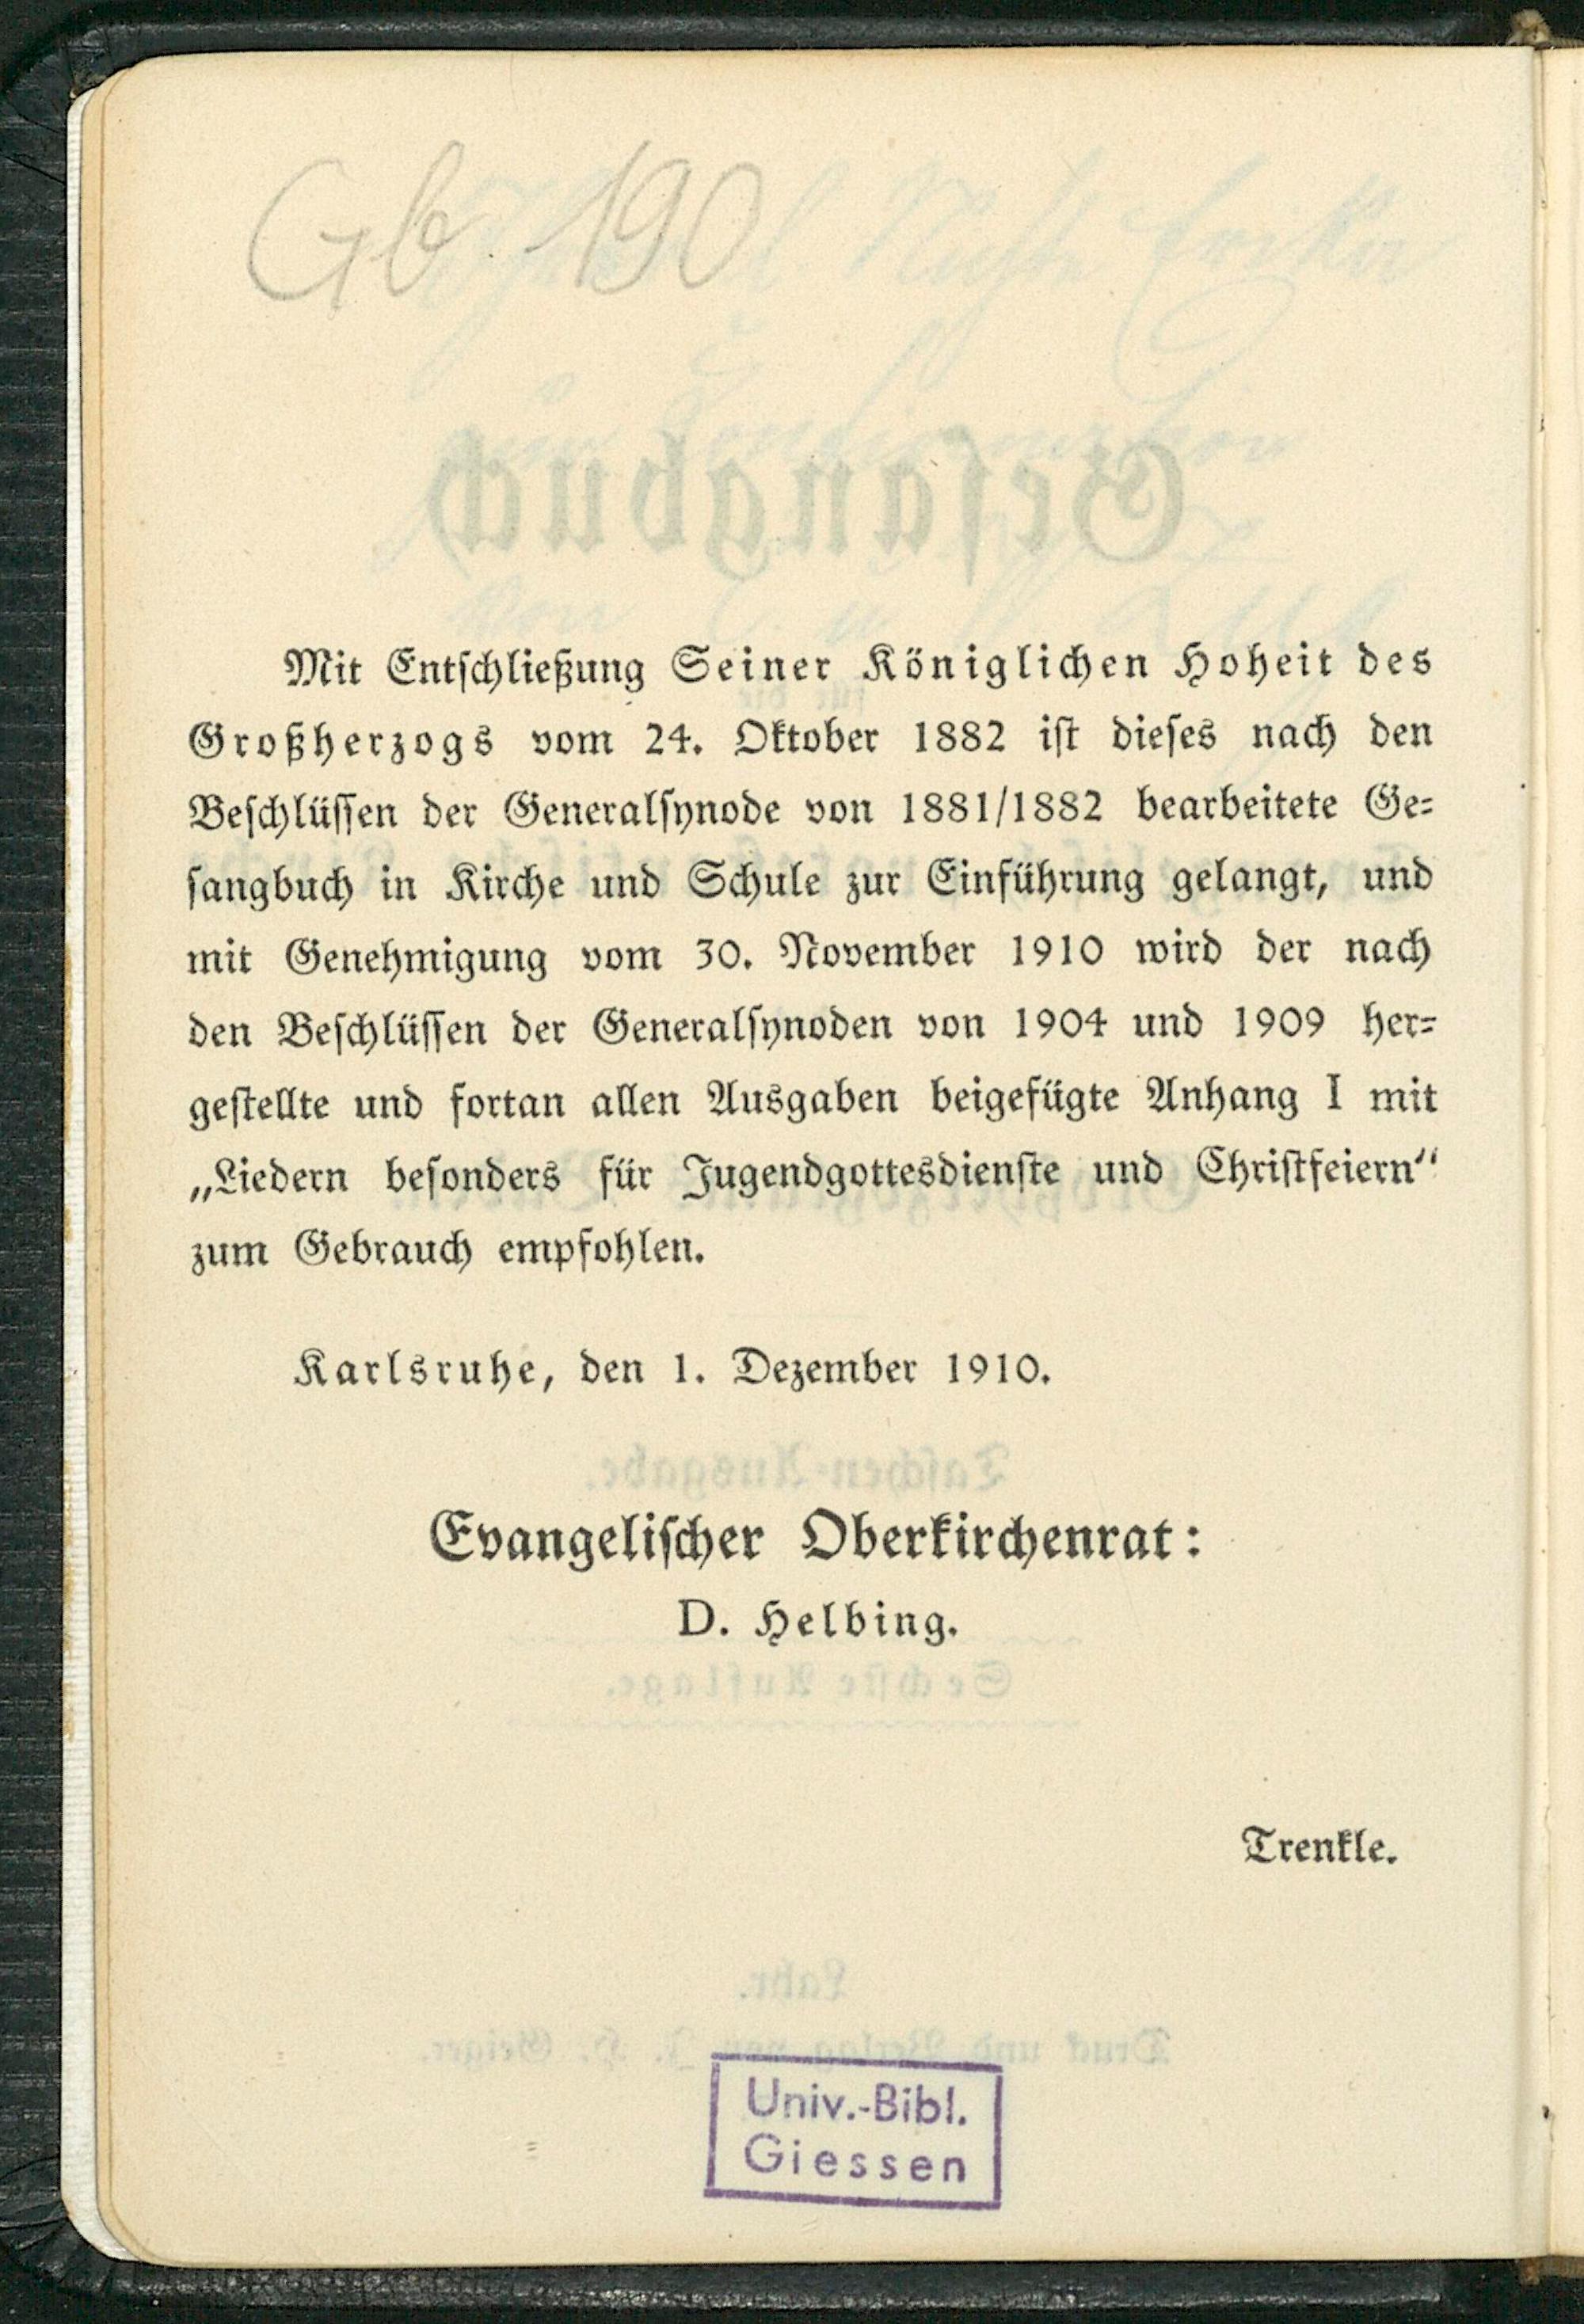 Gb 190
Mit Entschließung Seiner Königlichen Hoheit des
Großherzogs vom 24. Oktober 1882 ist dieses nach den
Beschlüssen der Generalsynode von 1881/1882 bearbeitete Ge=
sangbuch in Kirche und Schule zur Einführung gelangt, und
mit Genehmigung vom 30. November 1910 wird der nach
den Beschlüssen der Generalsynoden von 1904 und 1909 her=
gestellte und fortan allen Ausgaben beigefügte Anhang I mit
„Liedern besonders für Jugendgottesdienste und Christfeiern“
zum Gebrauch empfohlen.
Karlsruhe, den 1. Dezember 1910.
Evangelischer Oberkirchenrat:
D. Helbing.
Trenkle.
Univ.-Bibl.
Giessen